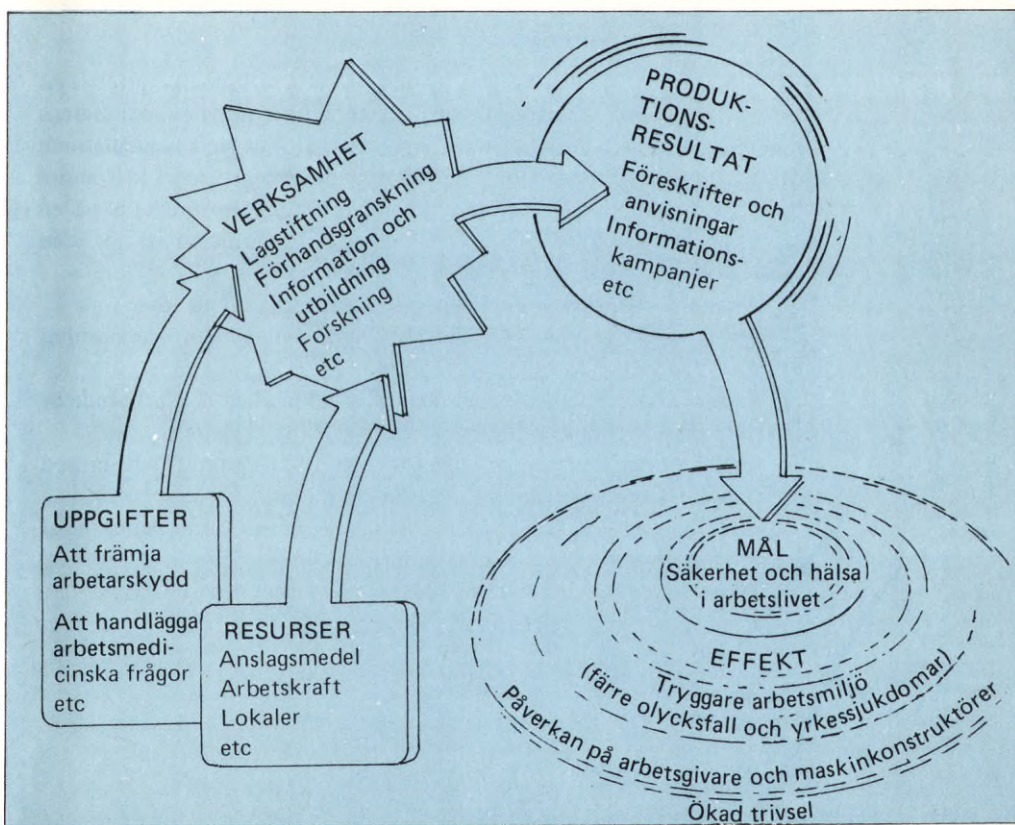 UPPGIFTER
Att främja
arbetarskydd
Att handlägga
arbetsmedi-
cinska frågor
etc
RESURSER
Anslagsmedel
Arbetskraft
Lokaler
etc
VERKSAMHET
Lagstiftning
Förhandsgranskning
Information och
utbildning
Forskning
etc
PRODUK-
TIONS-
RESULTAT
Föreskrifter och
anvisningar
Informations-
kampanjer
etc
MÅL
Säkerhet och hälsa
i arbetslivet
EFFEKT
Tryggare arbetsmiljö
(färre olycksfall och yrkessjukdomar)
Påverkan på arbetsgivare och maskinkonstruktörer
Ökad trivsel